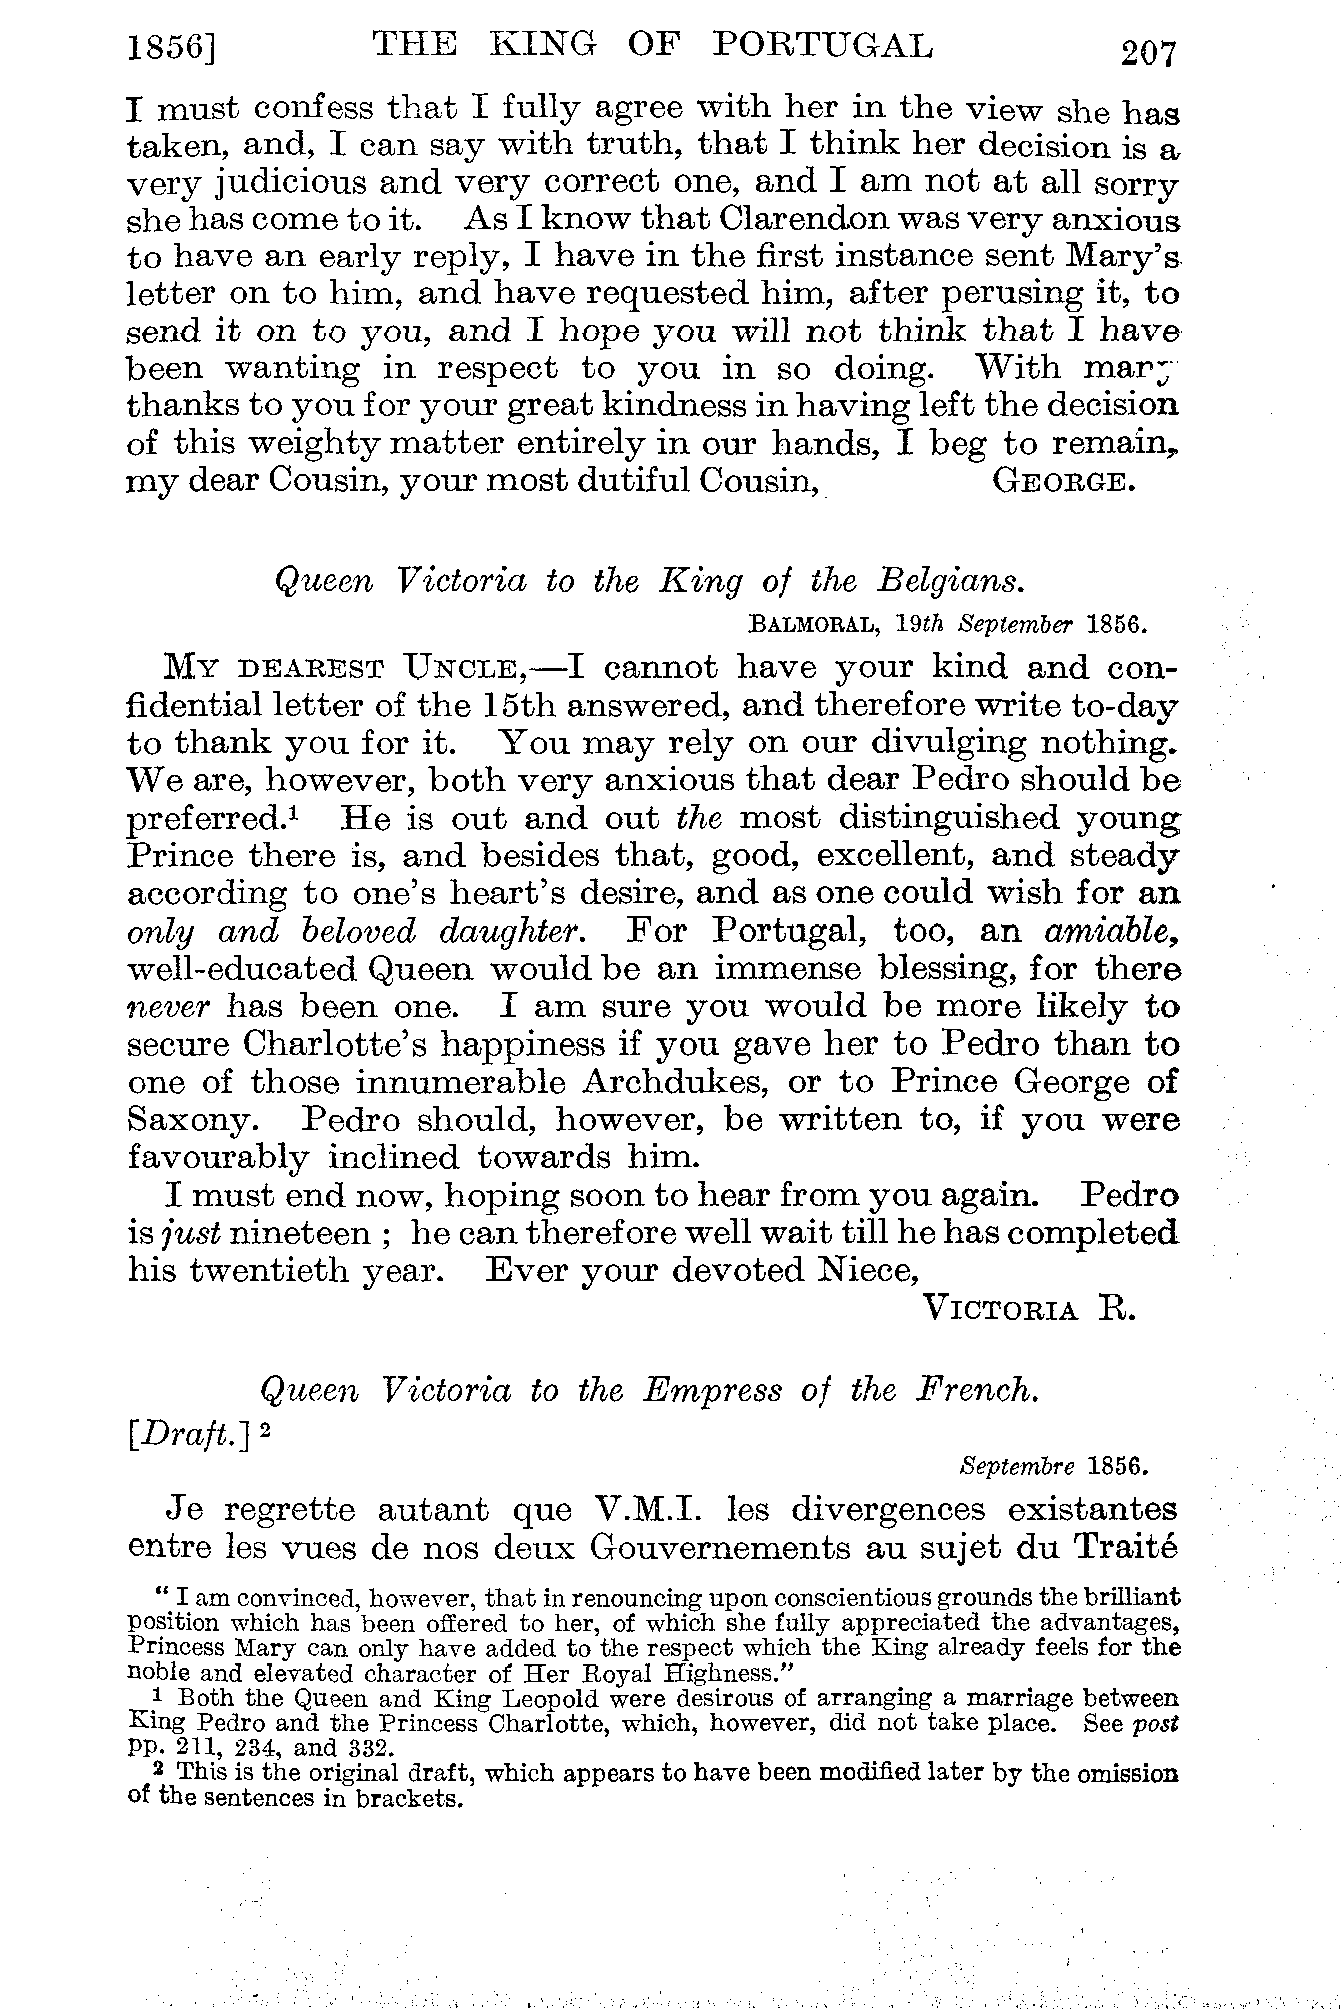 1856] THE KING OF PORTUGAL 207
I must confess that I fully agree with her in the view she has
taken, and, I can say with truth, that I think her decision is a
very judicious and very correct one, and I am not at all sorry
she has come to it. As I know that Clarendon was very anxious
to have an early reply, I have in the first instance sent Mary's
letter on to him, and have requested him, after perusing it, to
send it on to you, and I hope you will not think that I have
been wanting in respect to you in so doing. With many
thanks to you for your great kindness in having left the decision
of this weighty matter entirely in our hands, I beg to remain,
my dear Cousin, your most dutiful Cousin, GEORGE.
Queen Victoria to the King of the Belgians.
BALMORAL, 19th September 1856.
MY DEAREST UNCLE,—I cannot have your kind and con-
fidential letter of the 15th answered, and therefore write to-day
to thank you for it. You may rely on our divulging nothing.
We are, however, both very anxious that dear Pedro should be
preferred.¹ He is out and out the most distinguished young
Prince there is, and besides that, good, excellent, and steady
according to one's heart's desire, and as one could wish for an
only and beloved daughter. For Portugal, too, an amiable,
well-educated Queen would be an immense blessing, for there
never has been one. I am sure you would be more likely to
secure Charlotte's happiness if you gave her to Pedro than to
one of those innumerable Archdukes, or to Prince George of
Saxony. Pedro should, however, be written to, if you were
favourably inclined towards him.
I must end now, hoping soon to hear from you again. Pedro
is just nineteen ; he can therefore well wait till he has completed
his twentieth year. Ever your devoted Niece,
VICTORIA R.
Queen Victoria to the Empress of the French.
[Draft.] ²
Septembre 1856.
Je regrette autant que V.M.I. les divergences existantes
entre les vues de nos deux Gouvernements au sujet du Traité
" I am convinced, however, that in renouncing upon conscientious grounds the brilliant
position which has been offered to her, of which she fully appreciated the advantages,
Princess Mary can only have added to the respect which the King already feels for the
noble and elevated character of Her Royal Highness."
¹ Both the Queen and King Leopold were desirous of arranging a marriage between
King Pedro and the Princess Charlotte, which, however, did not take place. See post
pp. 211, 234, and 332.
² This is the original draft, which appears to have been modified later by the omission
of the sentences in brackets.